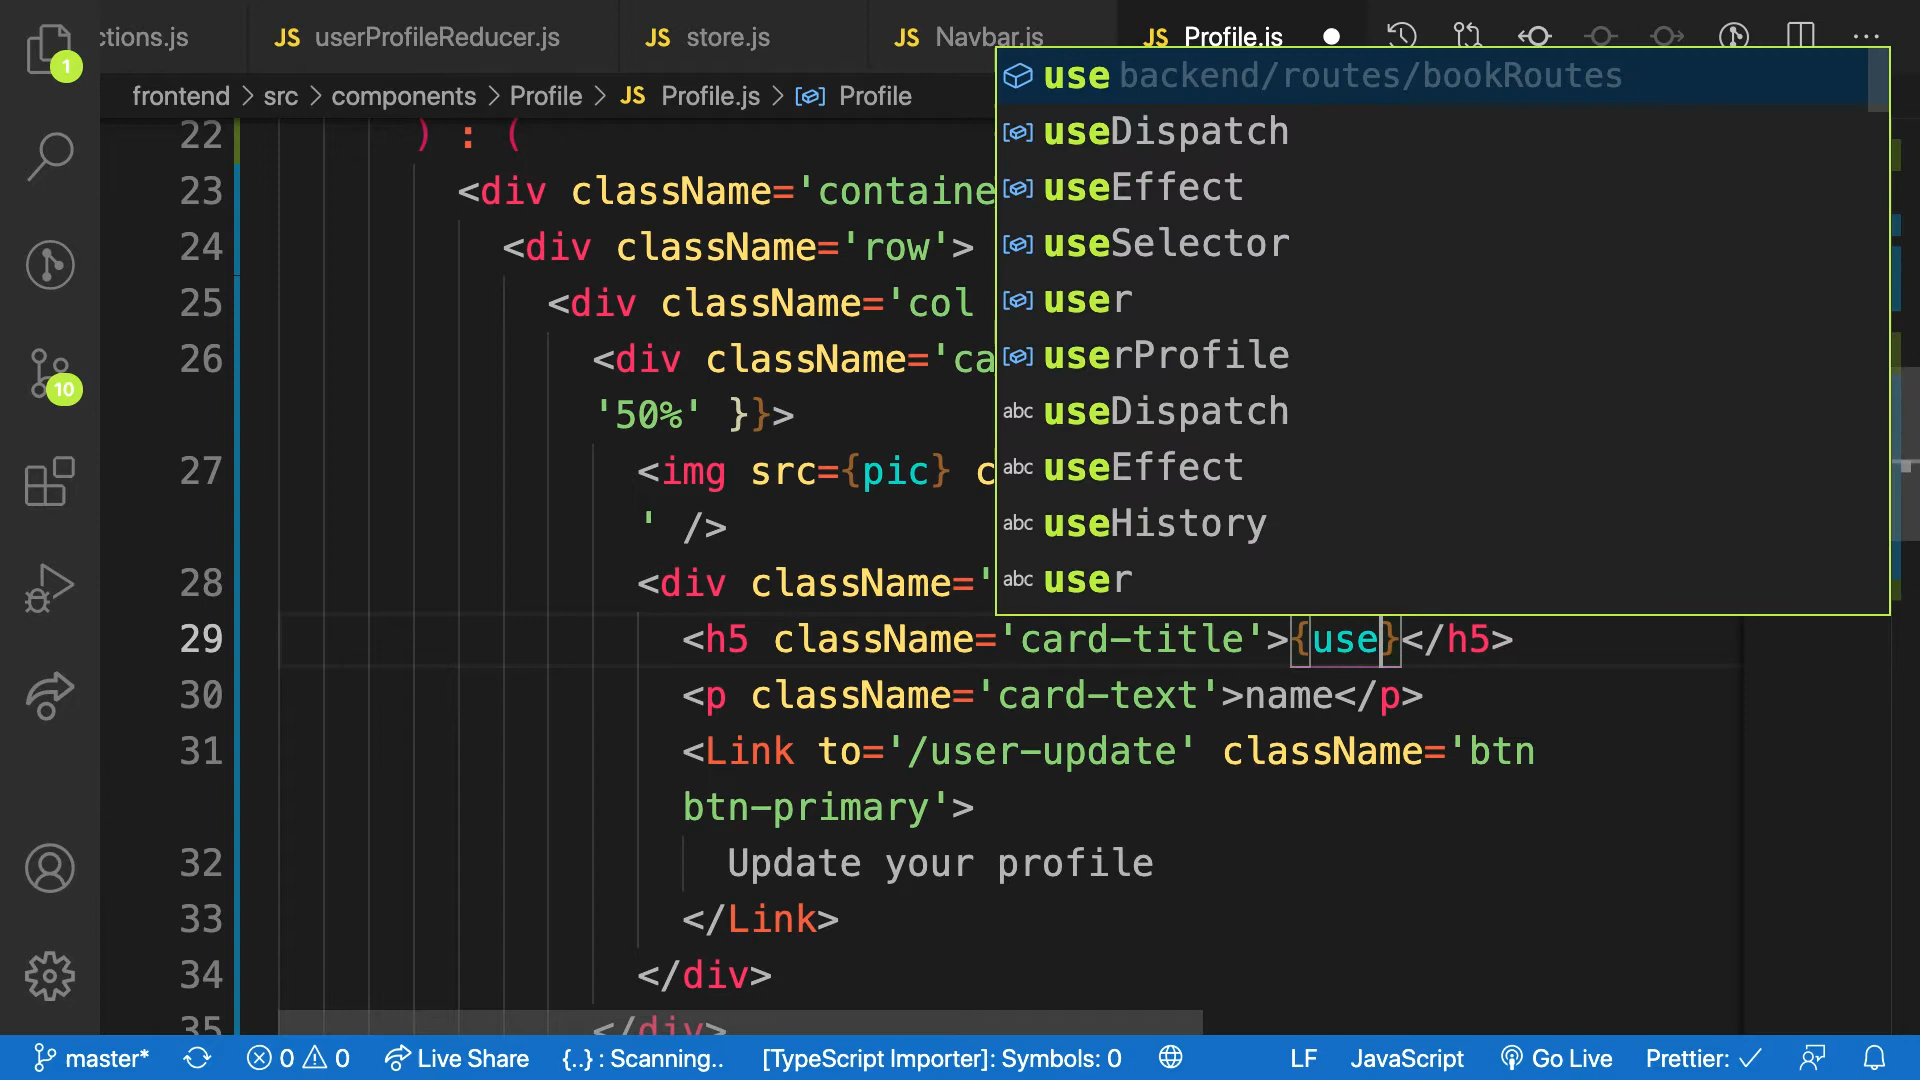 ctions.js JS userProfileReducer.js JS store.js JS Navbar.js JS Profile.js
1
frontend > src > components > Profile > JS Profile.js > Profile
use backend/routes/bookRoutes
useDispatch
useEffect
useSelector
user
userProfile
abc useDispatch
abc useEffect
abc useHistory
abc user
22 ) : (
23 <div className='containe
24 <div className='row'>
25 <div className='col
26 <div className='ca
'50%' }}>
27 <img src={pic} c
' />
28 <div className='
29 <h5 className='card-title'>{use}</h5>
30 <p className='card-text'>name</p>
31 <Link to='/user-update' className='btn
btn-primary'>
32 Update your profile
33 </Link>
34 </div>
35 </div>
10
master* 0 0 Live Share {..} : Scanning.. [TypeScript Importer]: Symbols: 0 LF JavaScript Go Live Prettier: ✓